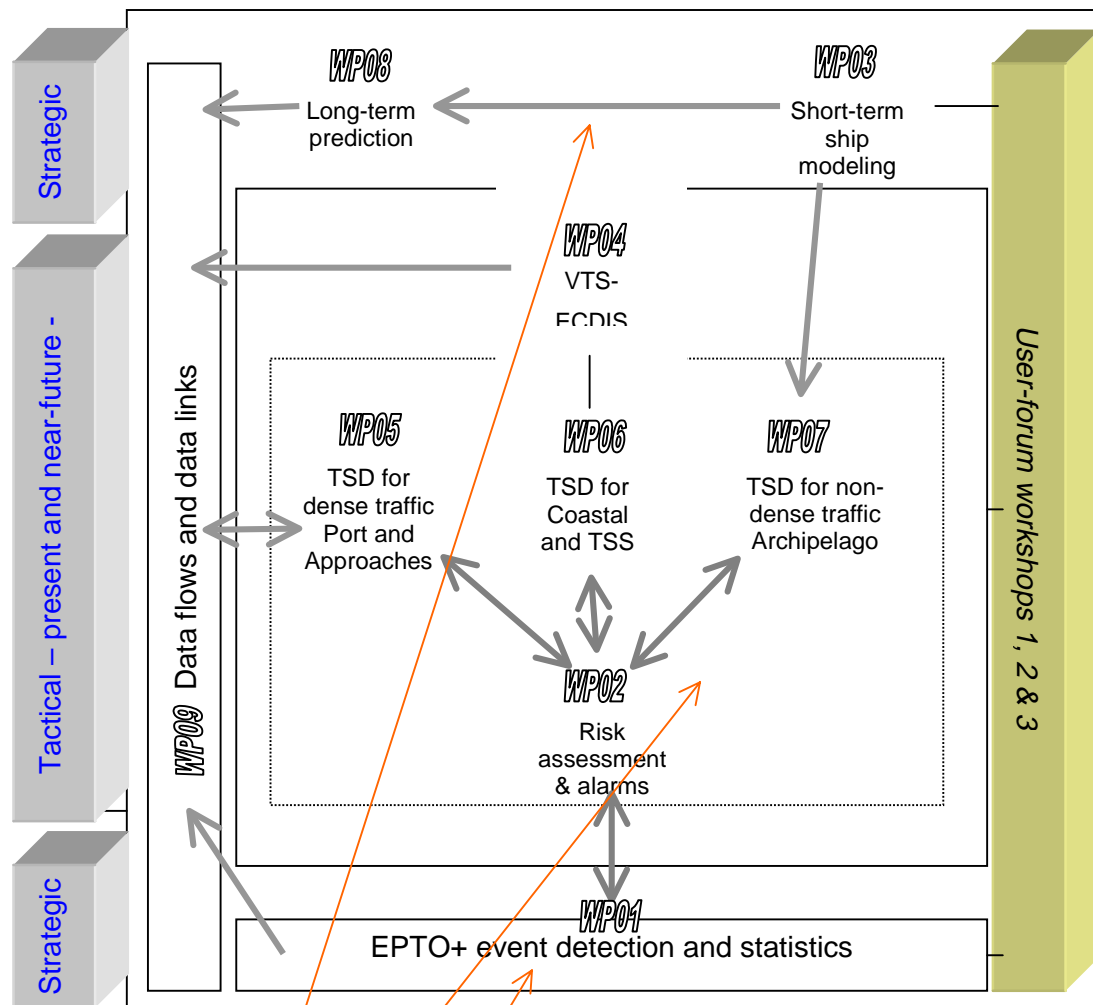 Strategic
Tactical – present and near-future -
Strategic
WP09 Data flows and data links
WP08
Long-term
prediction
WP03
Short-term
ship
modeling
WP04
VTS-
ECDIS
WP05
TSD for
dense traffic
Port and
Approaches
WP06
TSD for
Coastal
and TSS
WP07
TSD for non-
dense traffic
Archipelago
WP02
Risk
assessment
& alarms
WP01
EPTO+ event detection and statistics
User-forum workshops 1, 2 & 3